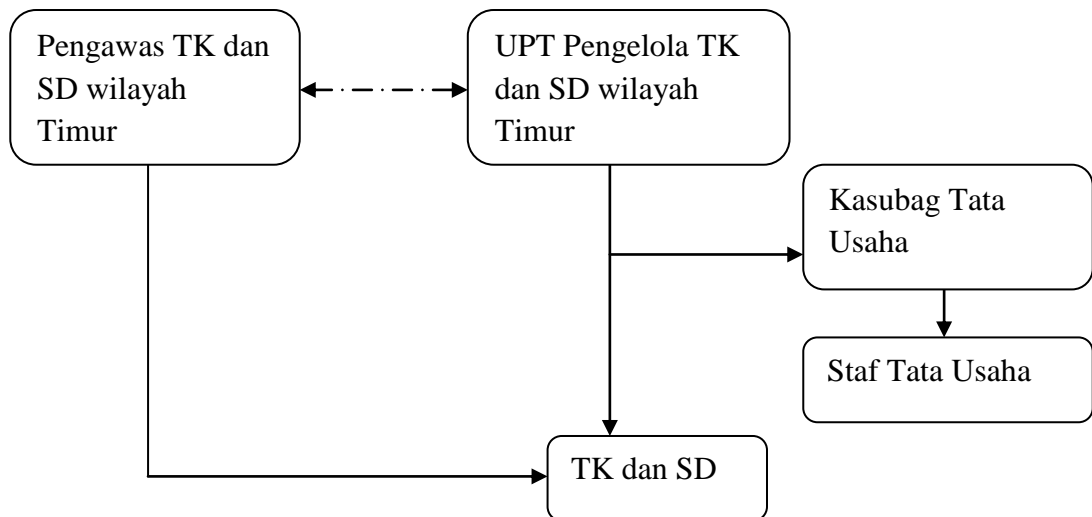 Pengawas TK dan
SD wilayah
Timur
UPT Pengelola TK
dan SD wilayah
Timur
Kasubag Tata
Usaha
Staf Tata Usaha
TK dan SD